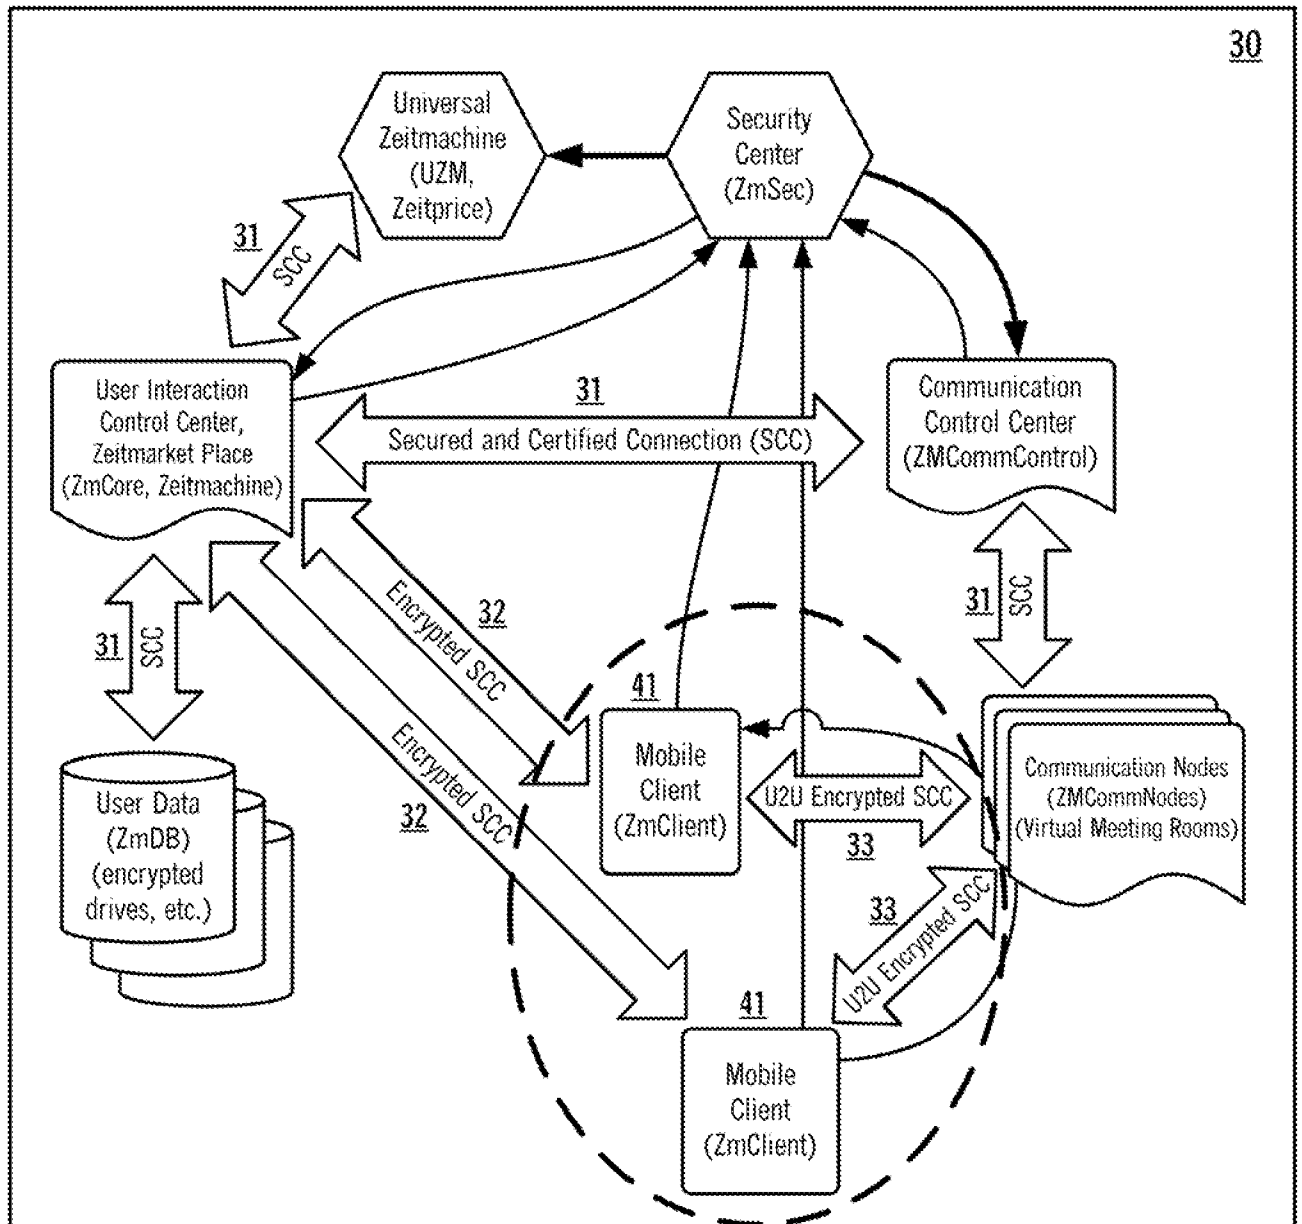 30
Universal
Zeitmachine
(UZM,
Zeitprice)
Security
Center
(ZmSec)
31
SCC
User Interaction
Control Center,
Zeitmarket Place
(ZmCore, Zeitmachine)
31
Secured and Certified Connection (SCC)
Communication
Control Center
(ZMCommControl)
31
SCC
32
Encrypted SCC
31
SCC
32
Encrypted SCC
41
Mobile
Client
(ZmClient)
U2U Encrypted SCC
33
Communication Nodes
(ZMCommNodes)
(Virtual Meeting Rooms)
User Data
(ZmDB)
(encrypted
drives, etc.)
33
U2U Encrypted SCC
41
Mobile
Client
(ZmClient)